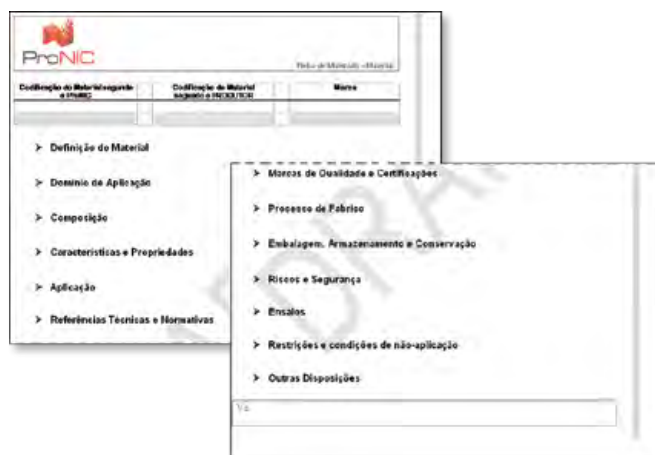 ProNIC
Ficha de Materiais - Material
Codificação do Material segundo o ProNIC
Codificação do Material segundo o PRODUTOR
Marca
➤ Definição do Material
➤ Domínio de Aplicação
➤ Composição
➤ Características e Propriedades
➤ Aplicação
➤ Referências Técnicas e Normativas
➤ Marcas de Qualidade e Certificações
➤ Processo de Fabrico
➤ Embalagem, Armazenamento e Conservação
➤ Riscos e Segurança
➤ Ensaios
➤ Restrições e condições de não-aplicação
➤ Outras Disposições